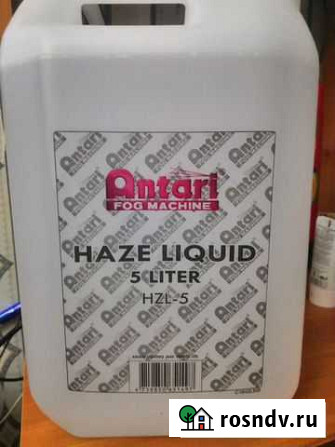 Antari
FOG MACHINE
HAZE LIQUID
5 LITER
HZL-5
rosndv.ru